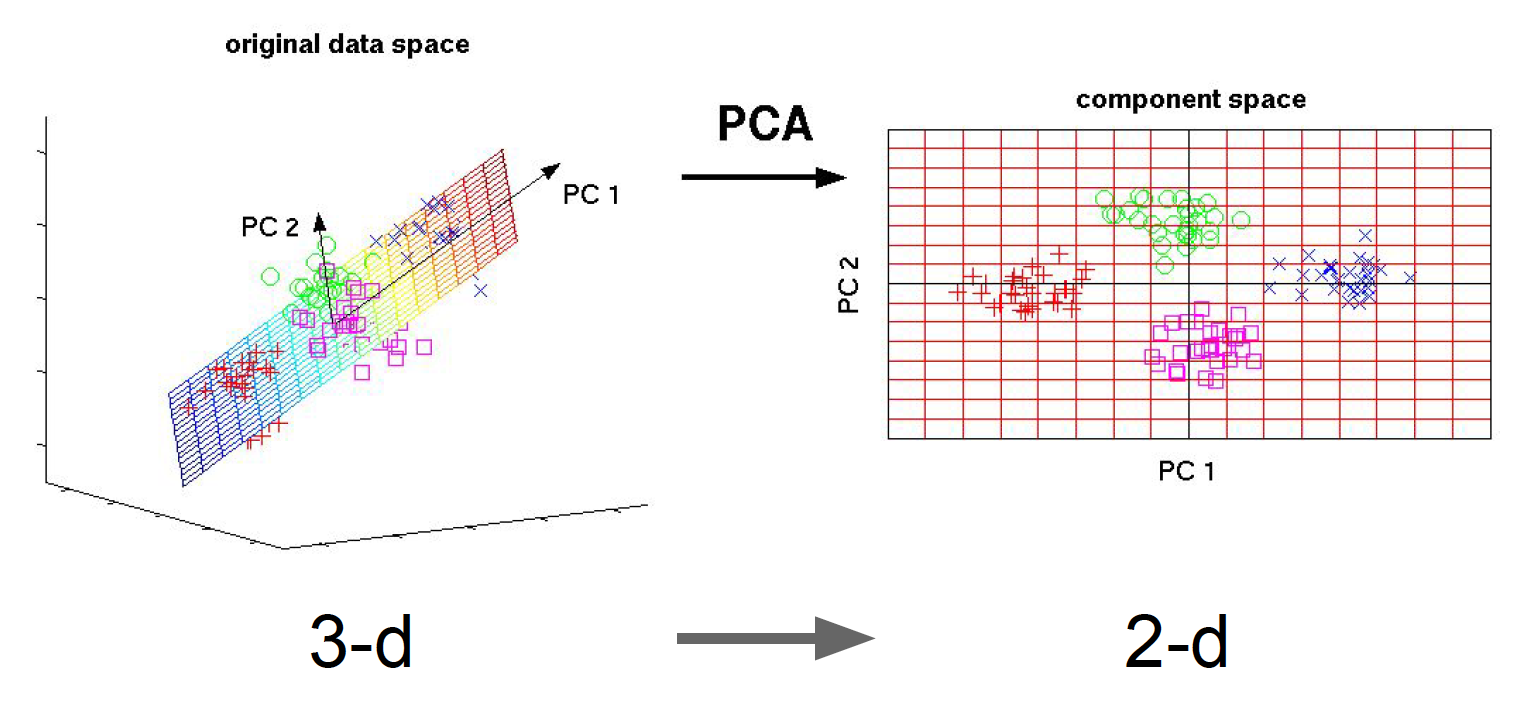 original data space
PC 1
PC 2
PCA
component space
PC 2
PC 1
3-d
2-d